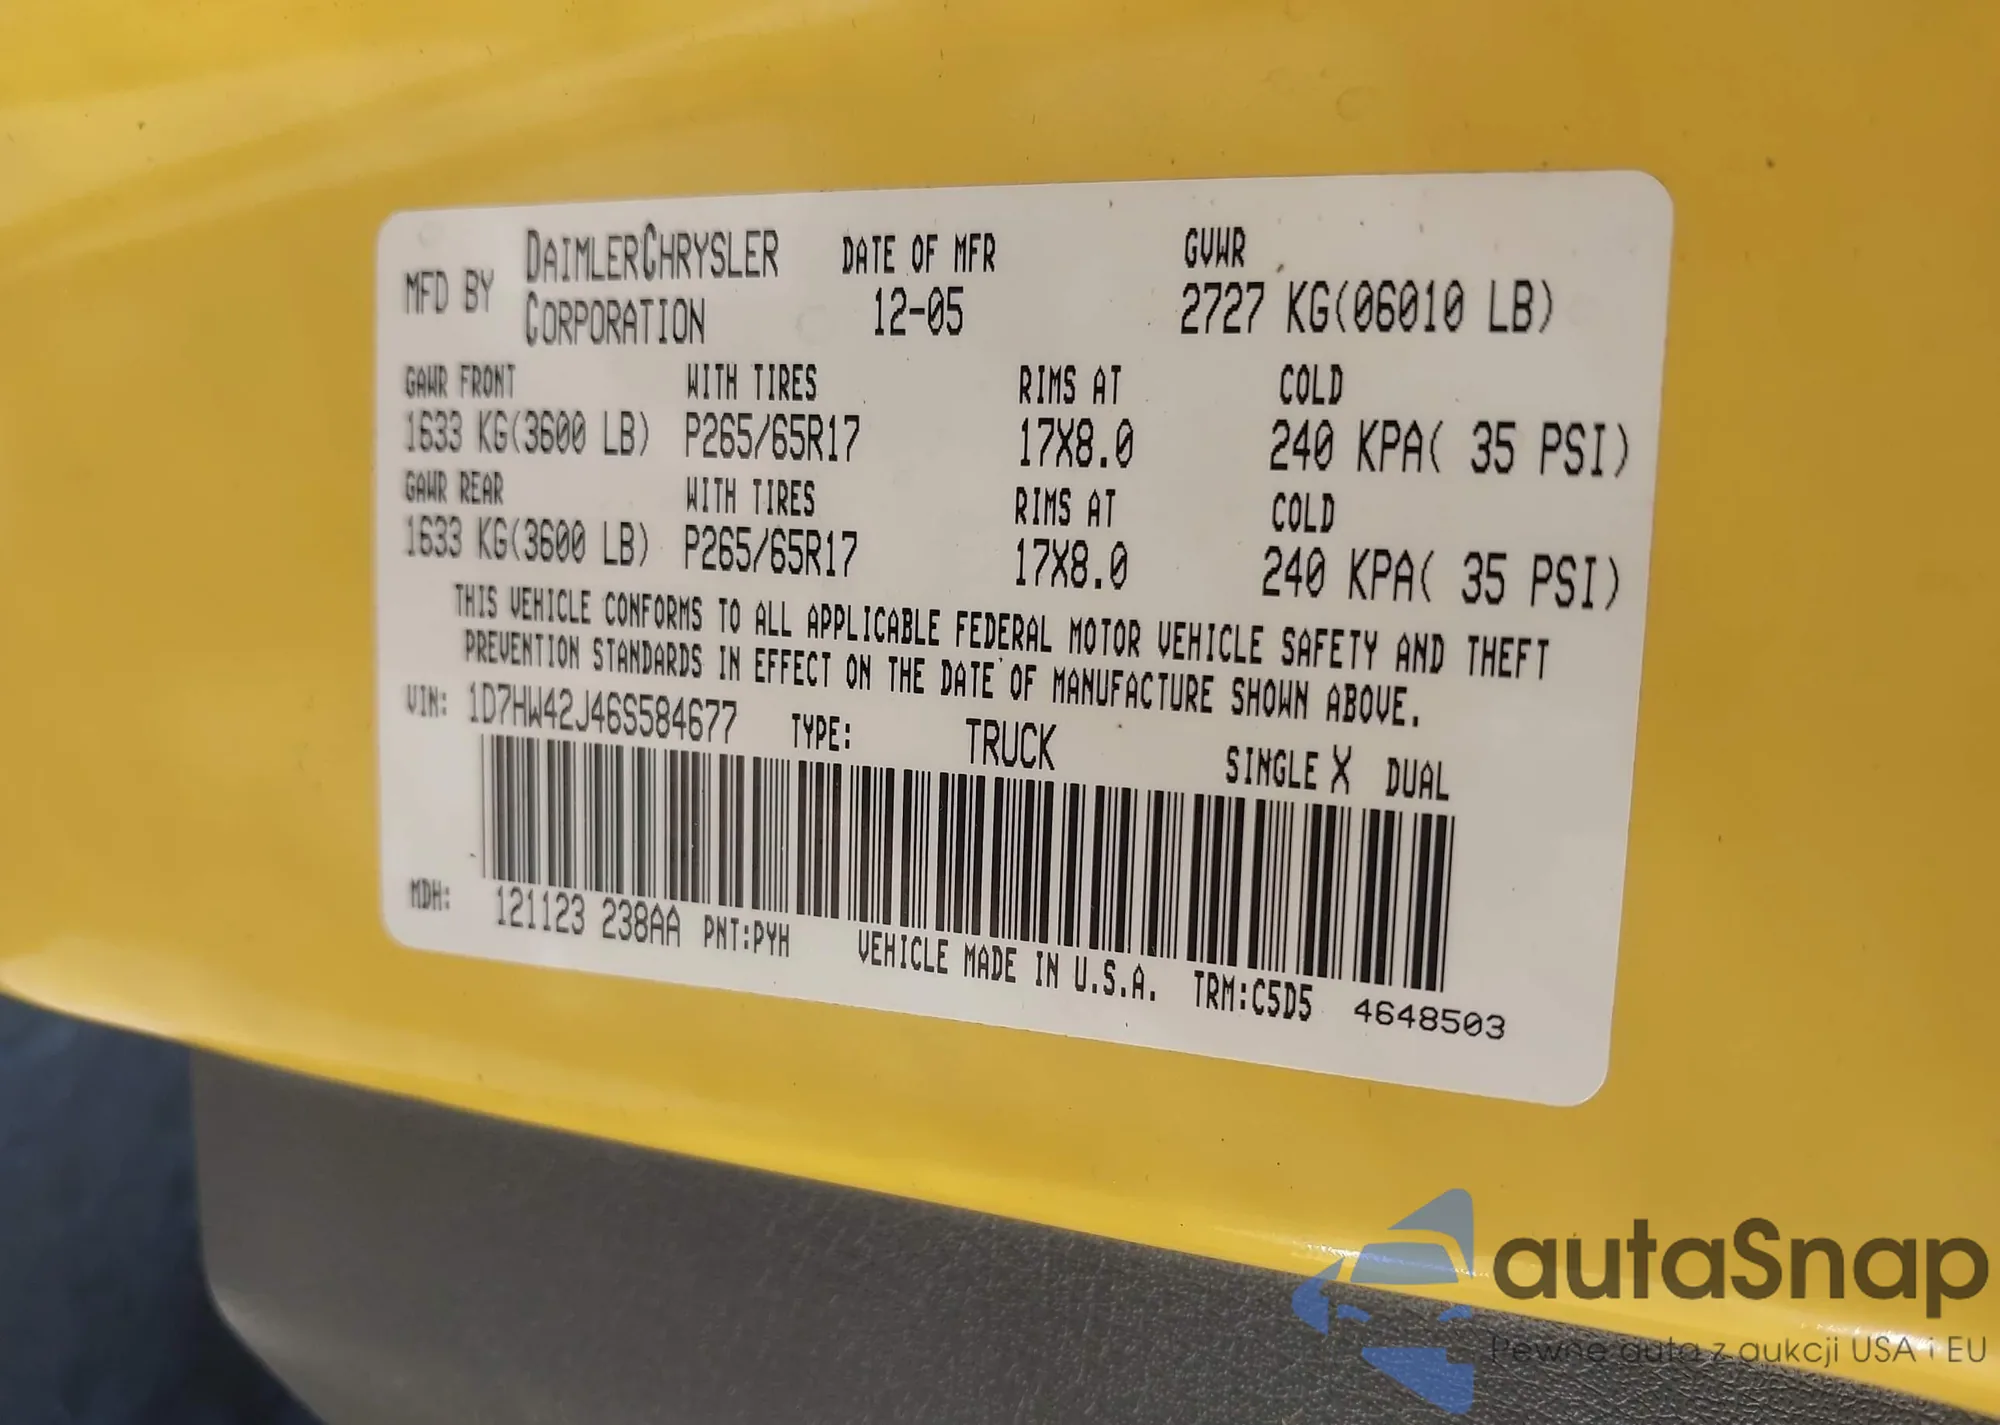 MFD BY DAIMLERCHRYSLER CORPORATION DATE OF MFR 12-05 GVWR 2727 KG(06010 LB)
GAWR FRONT WITH TIRES RIMS AT COLD
1633 KG(3600 LB) P265/65R17 17X8.0 240 KPA( 35 PSI)
GAWR REAR WITH TIRES RIMS AT COLD
1633 KG(3600 LB) P265/65R17 17X8.0 240 KPA( 35 PSI)
THIS VEHICLE CONFORMS TO ALL APPLICABLE FEDERAL MOTOR VEHICLE SAFETY AND THEFT
PREVENTION STANDARDS IN EFFECT ON THE DATE OF MANUFACTURE SHOWN ABOVE.
VIN: 1D7HW42J46S584677 TYPE: TRUCK SINGLE X DUAL
MDH: 121123 238AA PNT:PYH VEHICLE MADE IN U.S.A. TRM:C5D5 4648503
autaSnap
Pewne auta z aukcji USA i EU